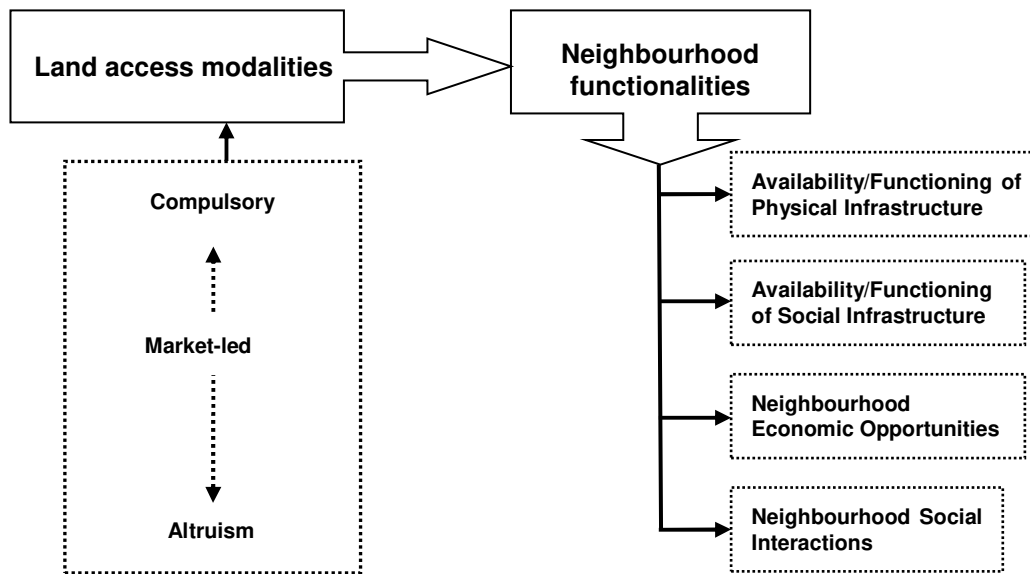 Land access modalities
Neighbourhood
functionalities
Compulsory
Market-led
Altruism
Availability/Functioning of
Physical Infrastructure
Availability/Functioning
of Social Infrastructure
Neighbourhood
Economic Opportunities
Neighbourhood Social
Interactions